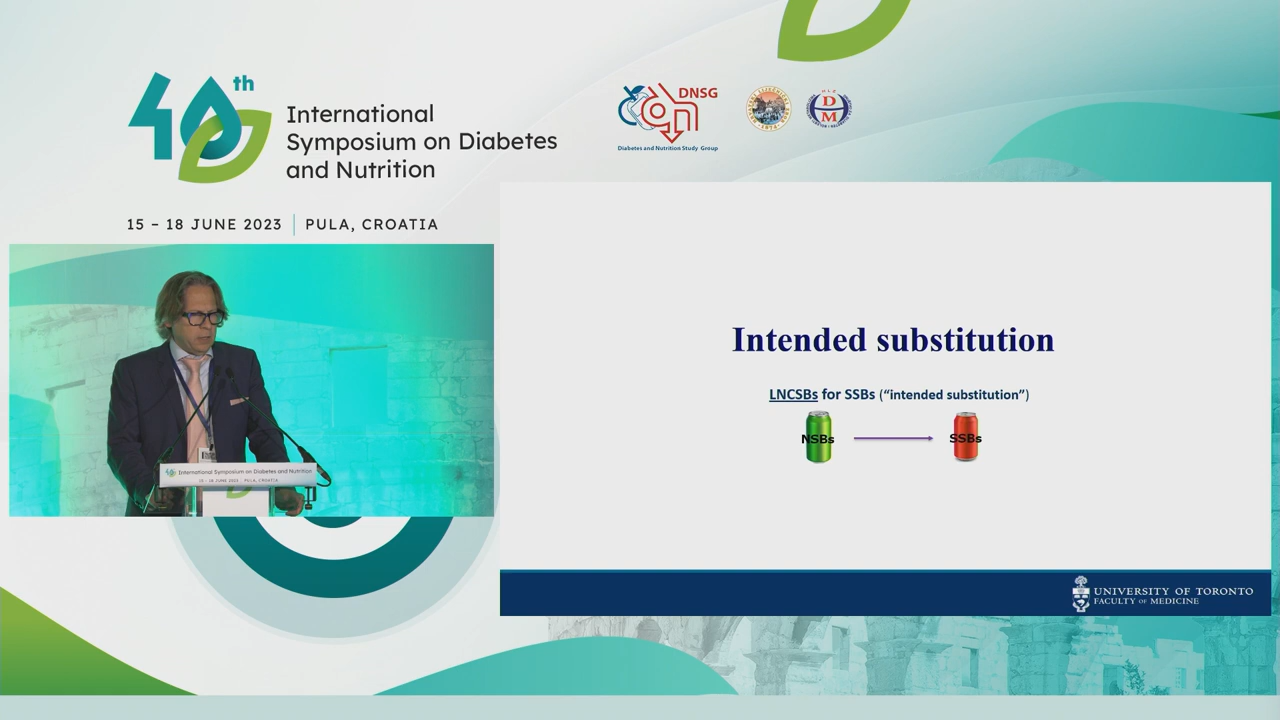 40th
International
Symposium on Diabetes
and Nutrition
15 – 18 JUNE 2023 | PULA, CROATIA
DNSG
Diabetes and Nutrition Study Group
DM
Intended substitution
LNCSBs for SSBs (“intended substitution”)
NSBs
SSBs
International Symposium on Diabetes and Nutrition
15 – 18 JUNE 2023 | PULA, CROATIA
UNIVERSITY OF TORONTO
FACULTY OF MEDICINE